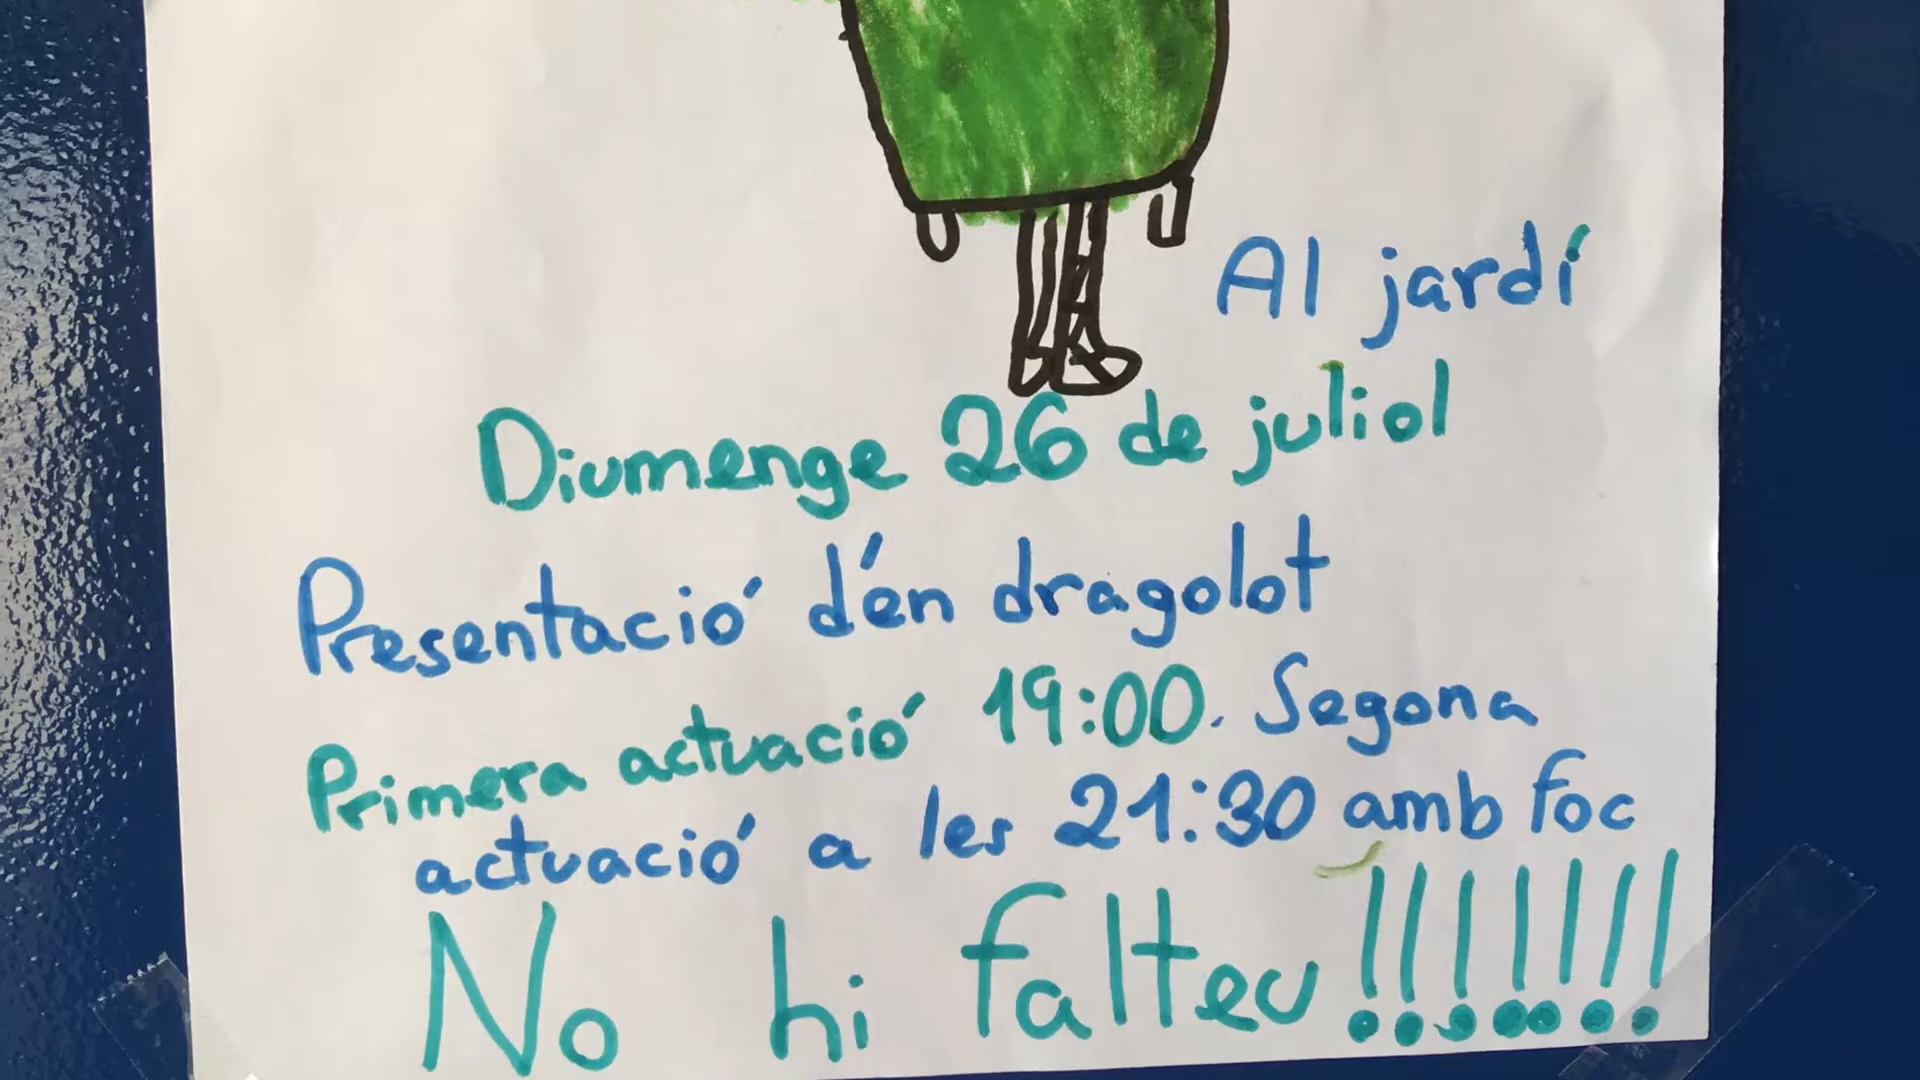 Al jardí
Diumenge 26 de juliol
Presentació d'én dragolot
Primera actuació 19:00. Segona
actuació a les 21:30 amb foc
No hi falteu!!!!!!!